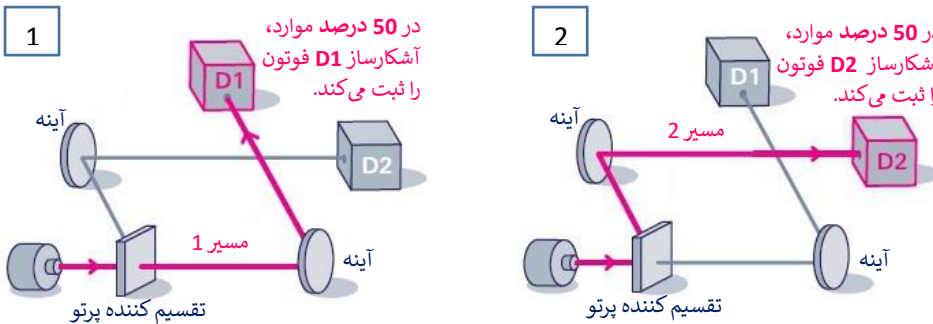 1
در 50 درصد موارد،
آشکارساز D1 فوتون
را ثبت می‌کند.
D1
آینه
D2
مسیر 1
آینه
تقسیم کننده پرتو
2
در 50 درصد موارد،
آشکارساز D2 فوتون
را ثبت می‌کند.
D1
آینه
مسیر 2
D2
آینه
تقسیم کننده پرتو